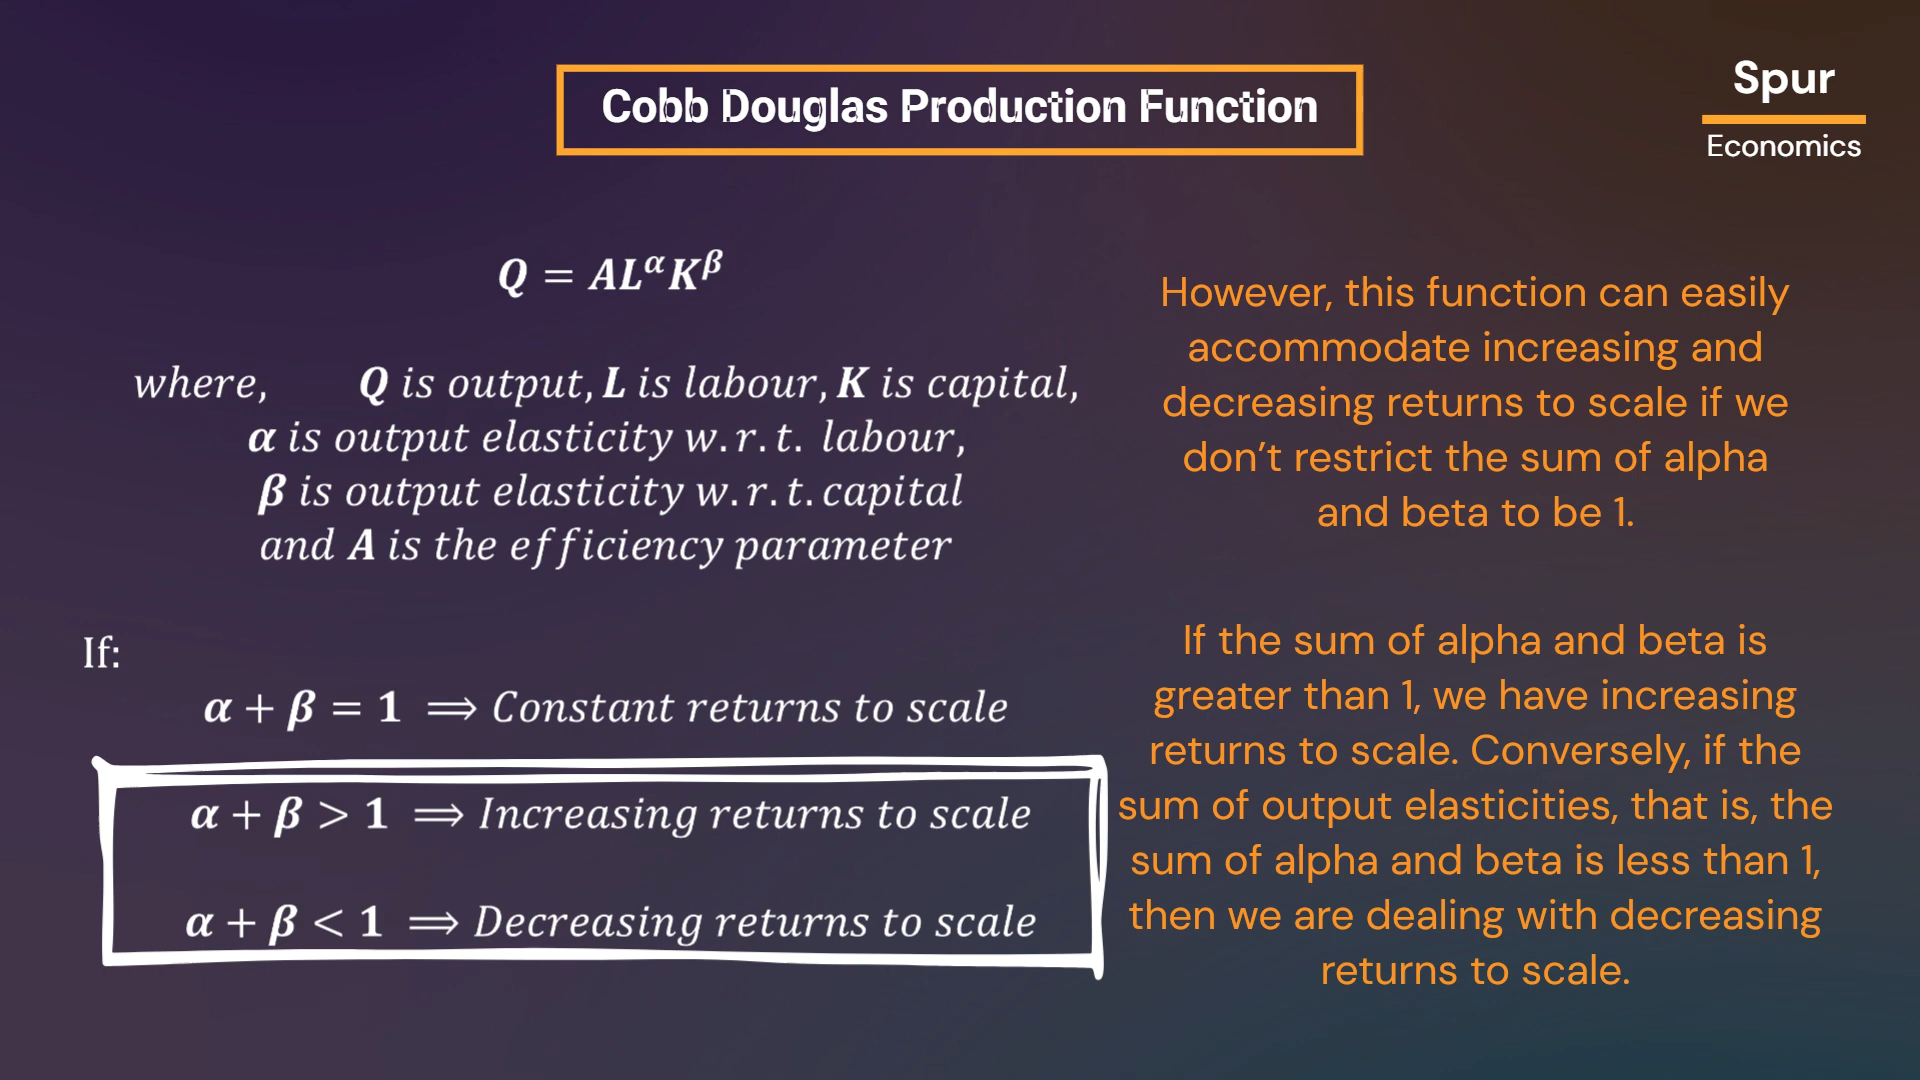 Cobb Douglas Production Function
Spur
Economics
Q = AL^α K^β
where, Q is output, L is labour, K is capital,
α is output elasticity w.r.t. labour,
β is output elasticity w.r.t. capital
and A is the efficiency parameter
If:
α + β = 1 ⟹ Constant returns to scale
α + β > 1 ⟹ Increasing returns to scale
α + β < 1 ⟹ Decreasing returns to scale
However, this function can easily
accommodate increasing and
decreasing returns to scale if we
don’t restrict the sum of alpha
and beta to be 1.
If the sum of alpha and beta is
greater than 1, we have increasing
returns to scale. Conversely, if the
sum of output elasticities, that is, the
sum of alpha and beta is less than 1,
then we are dealing with decreasing
returns to scale.